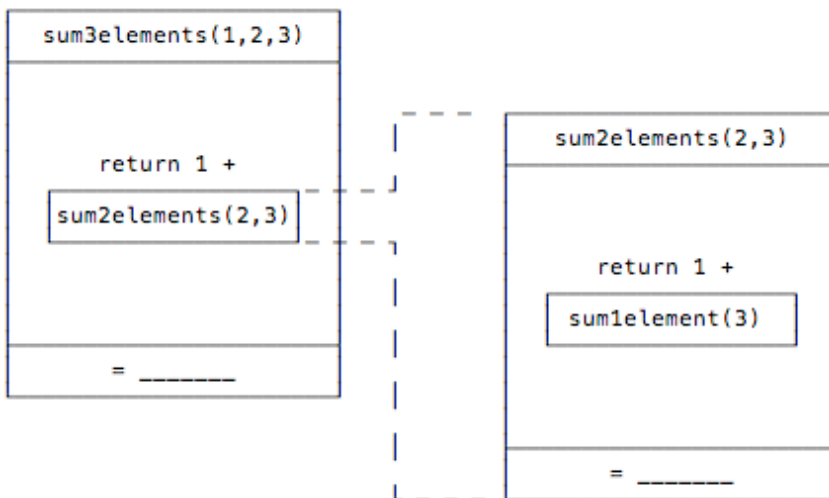 sum3elements(1,2,3)
return 1 +
sum2elements(2,3)
= _______
sum2elements(2,3)
return 1 +
sum1element(3)
= _______